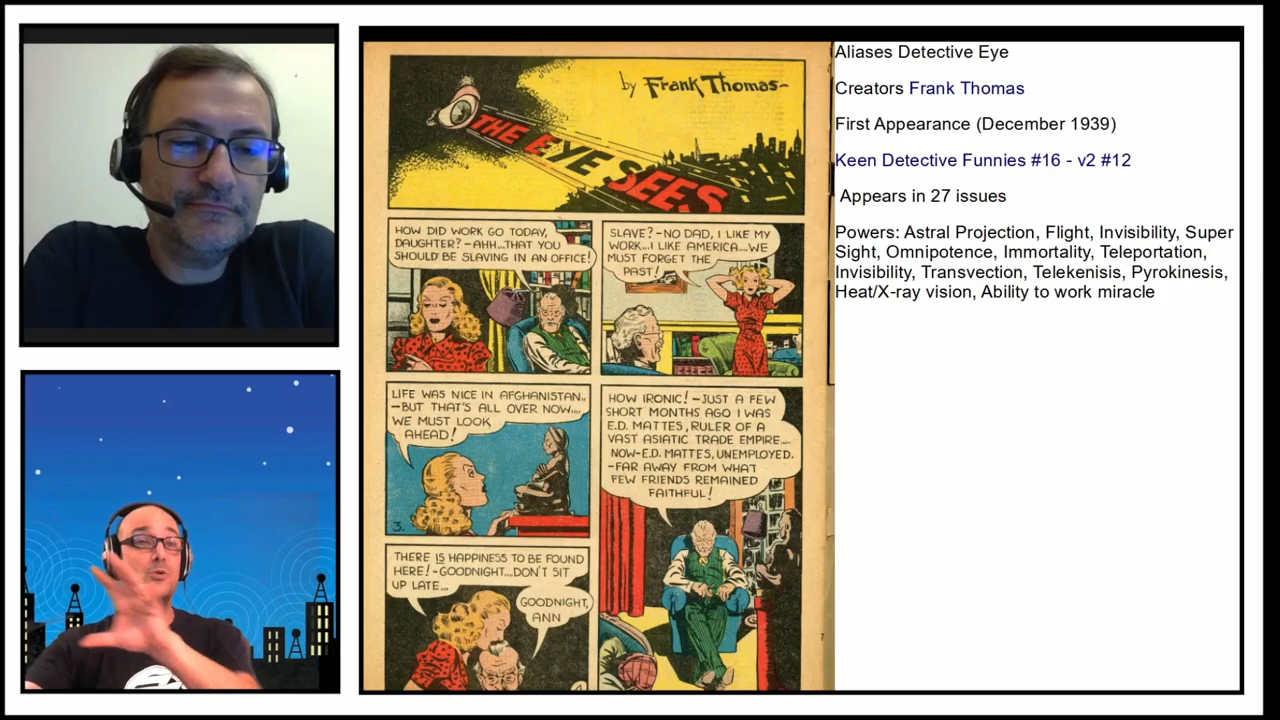 by Frank Thomas
THE EYE SEES
HOW DID WORK GO TODAY,
DAUGHTER?-AHH...THAT YOU
SHOULD BE SLAVING IN AN OFFICE!
SLAVE?-NO DAD, I LIKE MY
WORK...I LIKE AMERICA....WE
MUST FORGET THE
PAST!
LIFE WAS NICE IN AFGHANISTAN..
-BUT THAT'S ALL OVER NOW....
WE MUST LOOK
AHEAD!
3.
HOW IRONIC!-JUST A FEW
SHORT MONTHS AGO I WAS
E.D. MATTES, RULER OF A
VAST ASIATIC TRADE EMPIRE....
NOW-E.D. MATTES, UNEMPLOYED.
-FAR AWAY FROM WHAT
FEW FRIENDS REMAINED
FAITHFUL!
THERE IS HAPPINESS TO BE FOUND
HERE!-GOODNIGHT...DON'T SIT
UP LATE...
GOODNIGHT,
ANN
Aliases Detective Eye
Creators Frank Thomas
First Appearance (December 1939)
Keen Detective Funnies #16 - v2 #12
Appears in 27 issues
Powers: Astral Projection, Flight, Invisibility, Super
Sight, Omnipotence, Immortality, Teleportation,
Invisibility, Transvection, Telekenisis, Pyrokinesis,
Heat/X-ray vision, Ability to work miracle